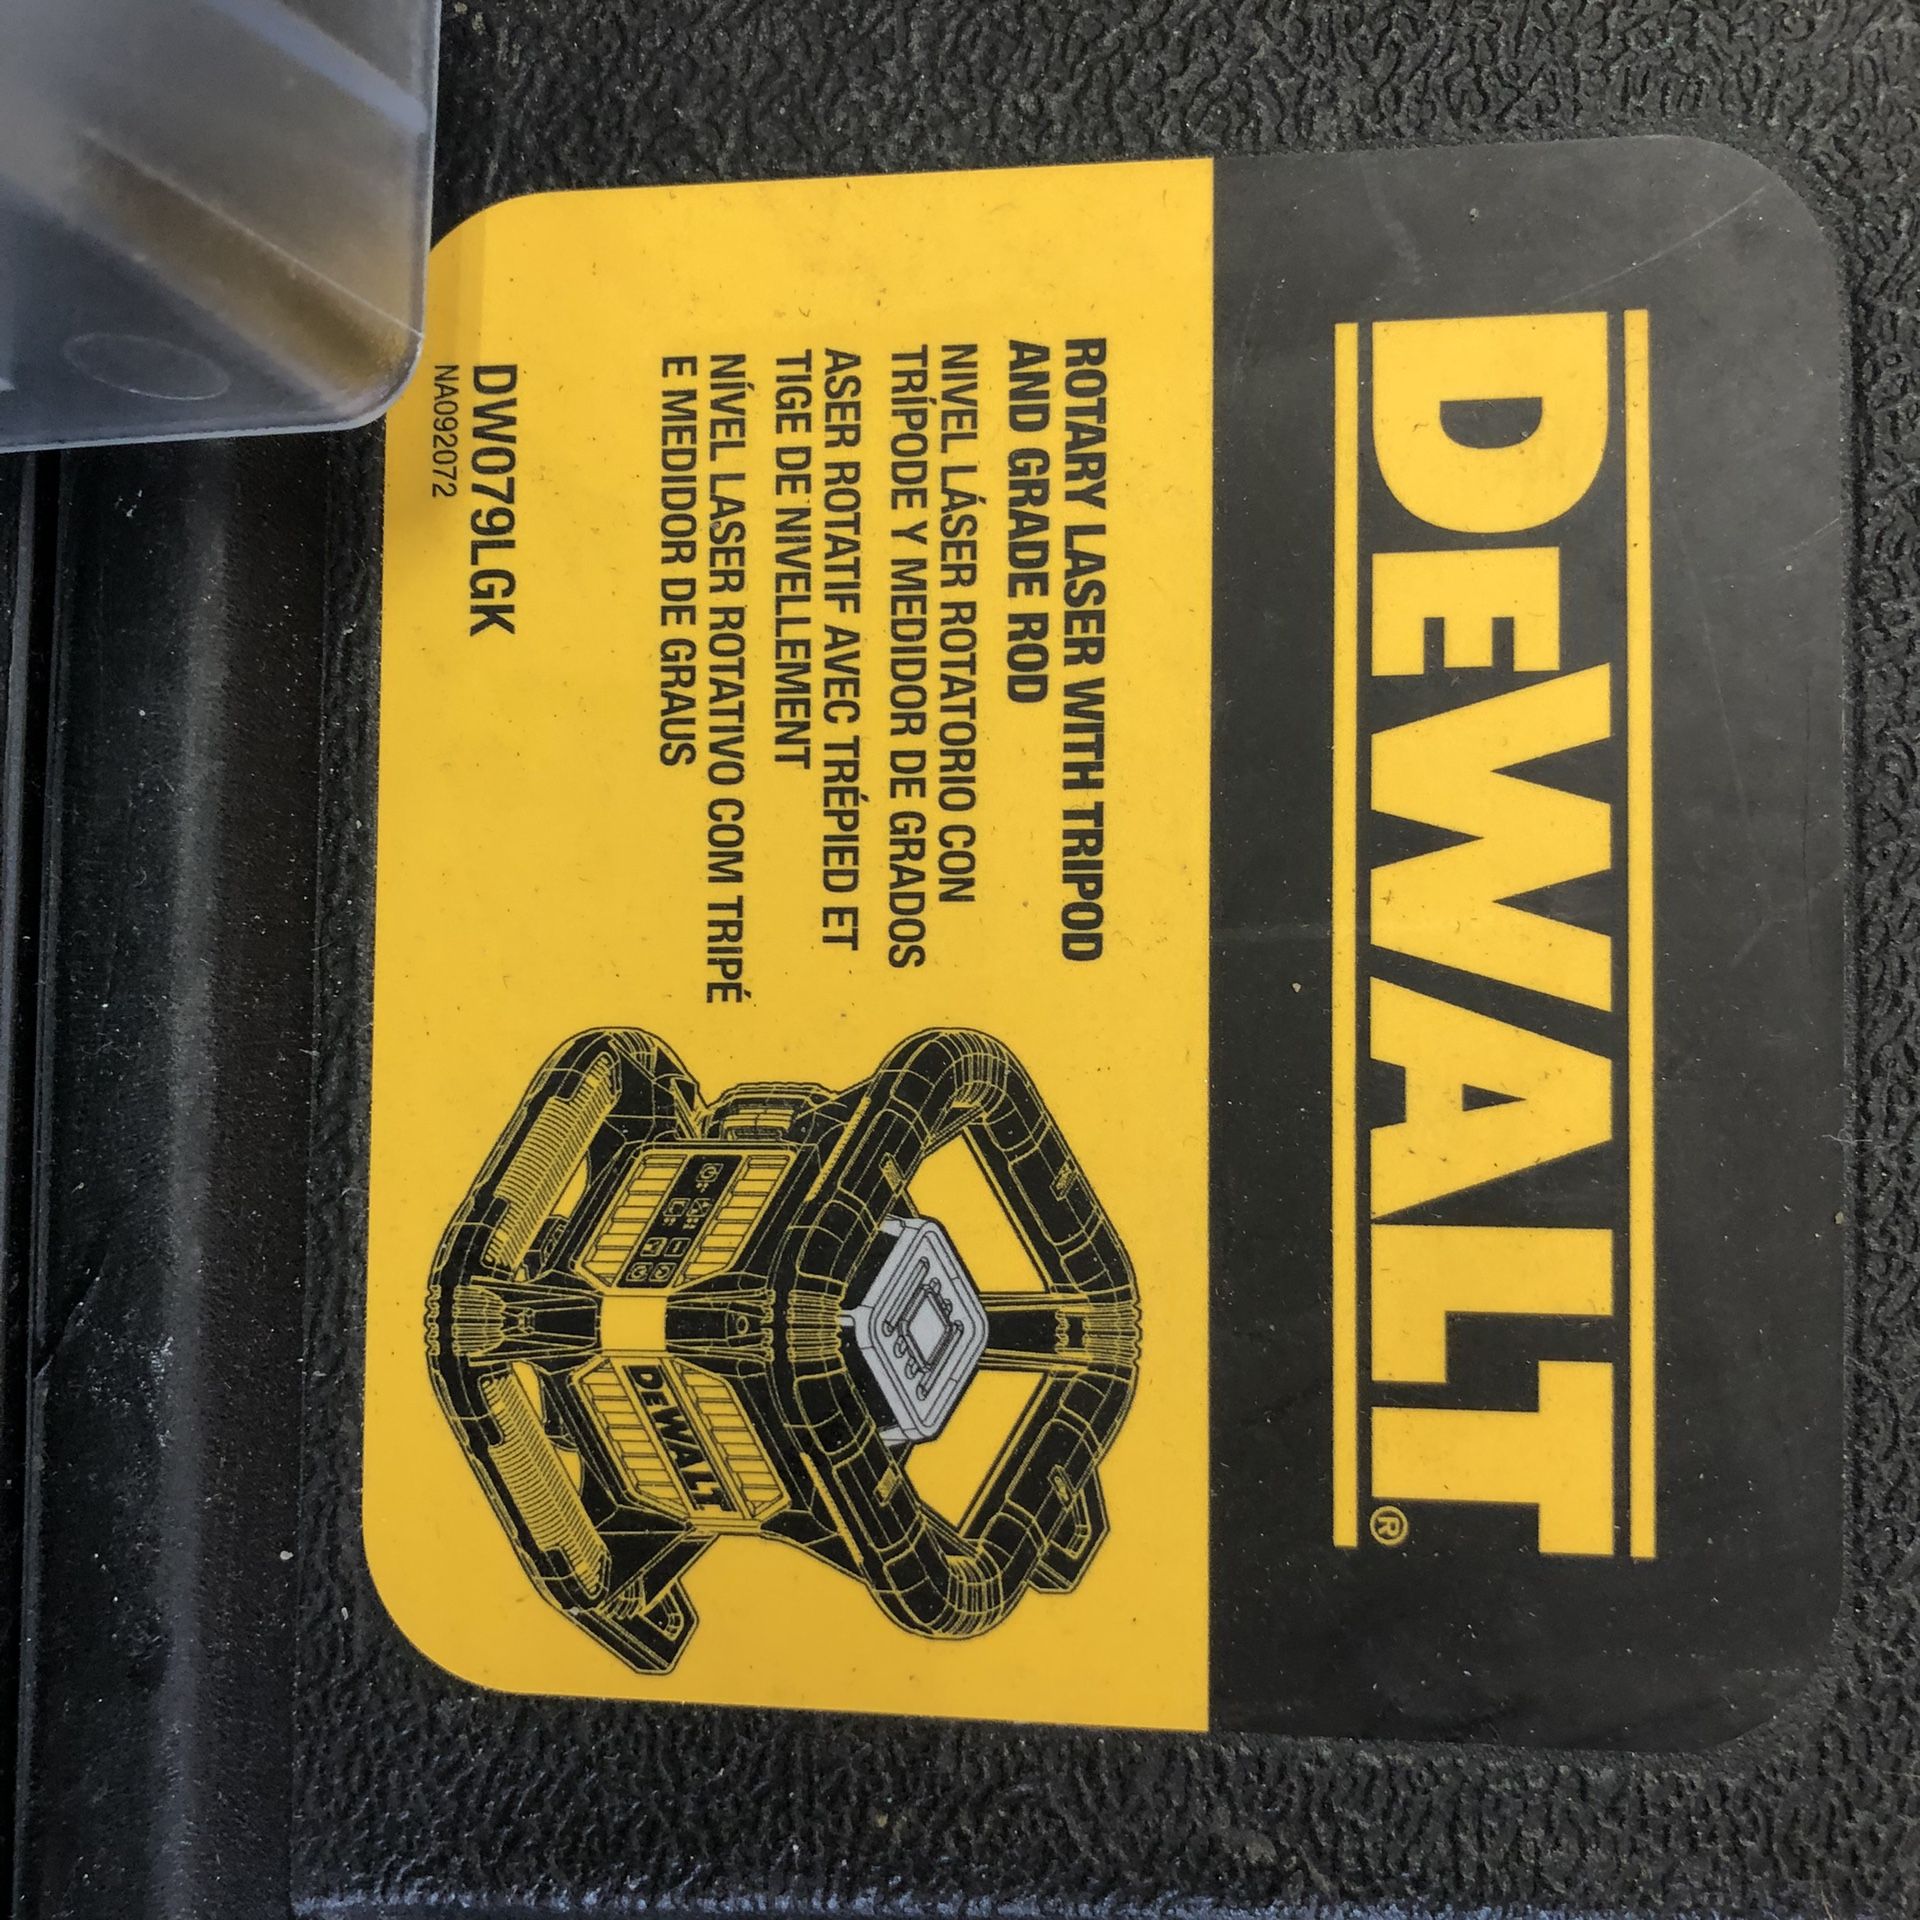 DEWALT®
ROTARY LASER WITH TRIPOD
AND GRADE ROD
NIVEL LÁSER ROTATORIO CON
TRÍPODE Y MEDIDOR DE GRADOS
ASER ROTATIF AVEC TRÉPIED ET
TIGE DE NIVELLEMENT
NÍVEL LASER ROTATIVO COM TRIPÉ
E MEDIDOR DE GRAUS
DW079LGK
NA092072
DEWALT